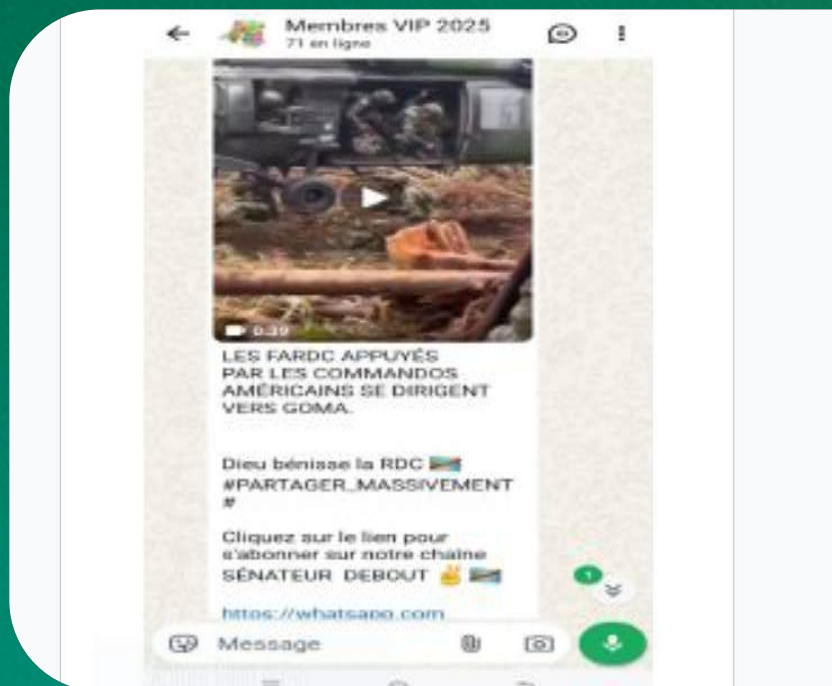 Membres VIP 2025
71 en ligne
0:39
LES FARDC APPUYÉS
PAR LES COMMANDOS
AMÉRICAINS SE DIRIGENT
VERS GOMA.
Dieu bénisse la RDC 🇨🇩
#PARTAGER_MASSIVEMENT
#
Cliquez sur le lien pour
s'abonner sur notre chaîne
SÉNATEUR DEBOUT ✌️ 🇨🇩
1
https://whatsapp.com
Message